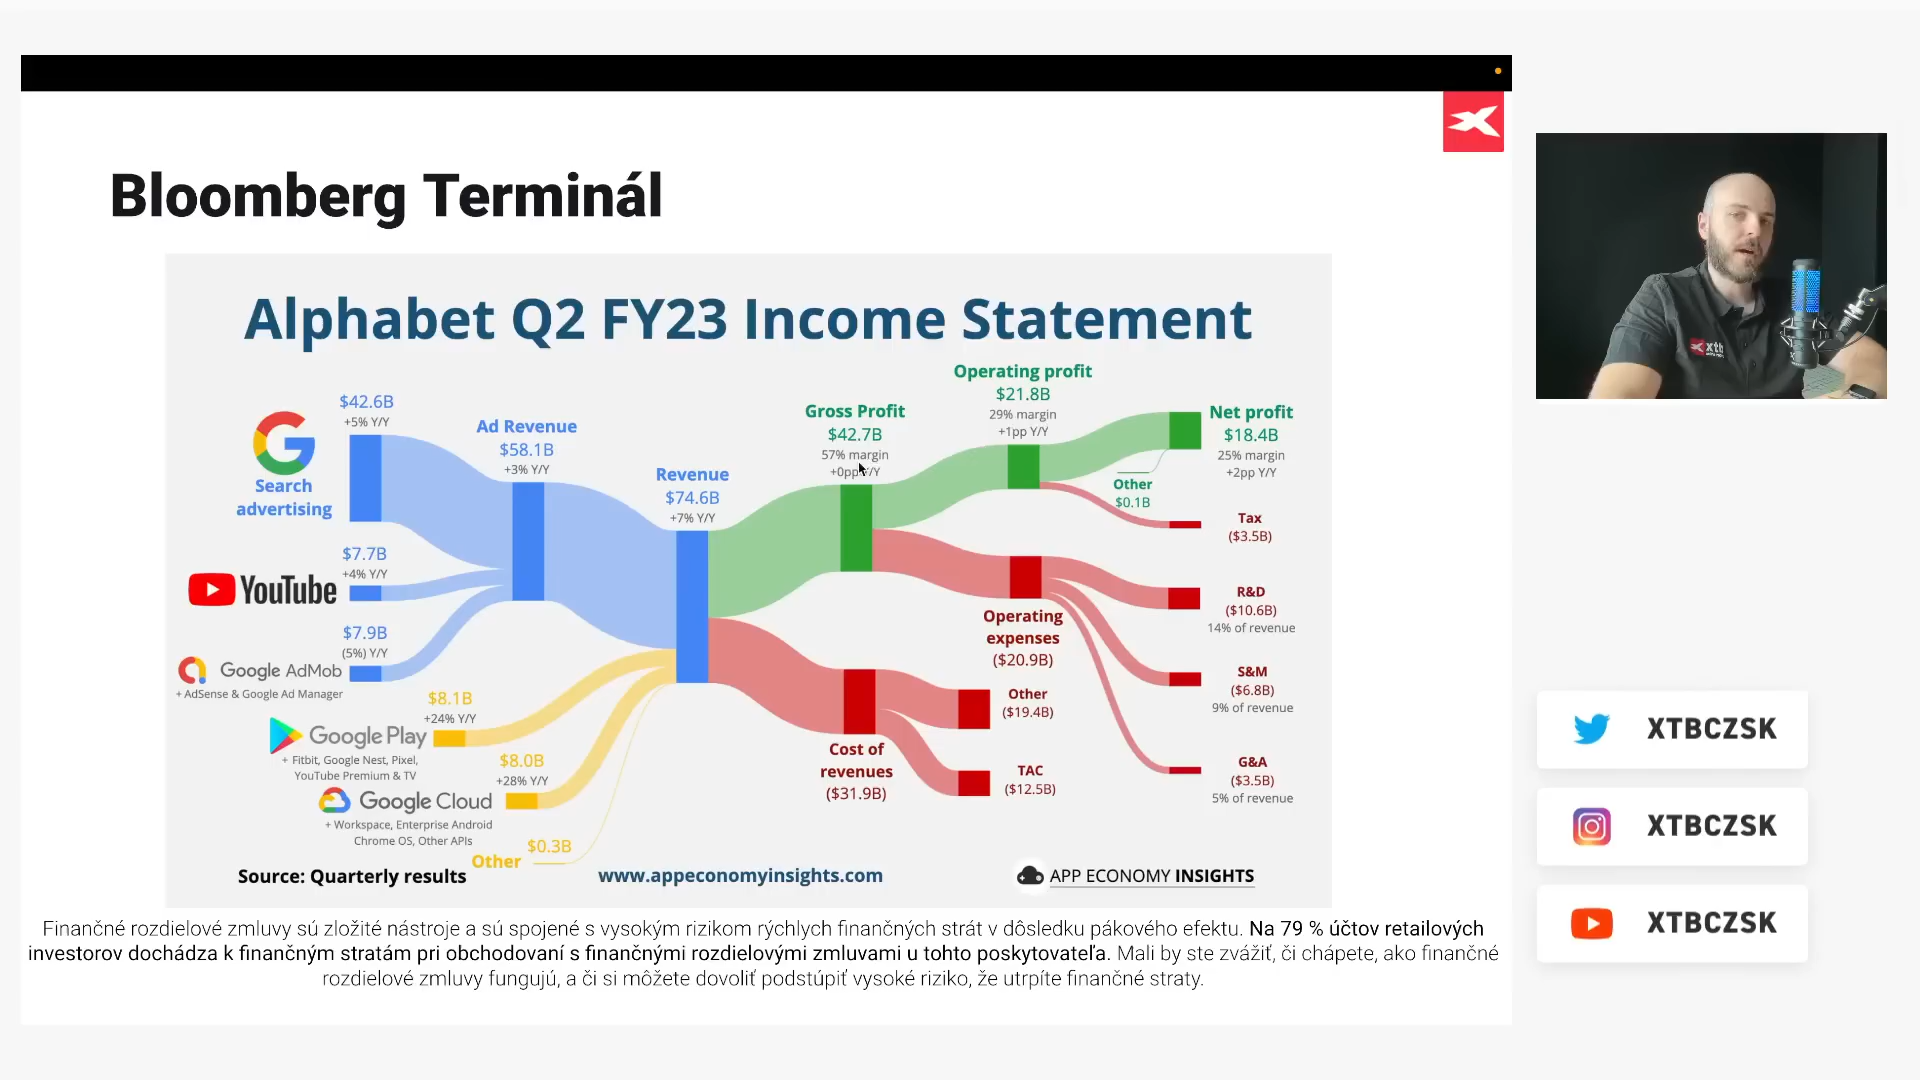 Bloomberg Terminál
Alphabet Q2 FY23 Income Statement
$42.6B
+5% Y/Y
Search
advertising
$7.7B
+4% Y/Y
YouTube
$7.9B
(5%) Y/Y
Google AdMob
+ AdSense & Google Ad Manager
Ad Revenue
$58.1B
+3% Y/Y
$8.1B
+24% Y/Y
Google Play
+ Fitbit, Google Nest, Pixel,
YouTube Premium & TV
$8.0B
+28% Y/Y
Google Cloud
+ Workspace, Enterprise Android
Chrome OS, Other APIs
$0.3B
Other
Revenue
$74.6B
+7% Y/Y
Gross Profit
$42.7B
57% margin
+0pp Y/Y
Operating profit
$21.8B
29% margin
+1pp Y/Y
Net profit
$18.4B
25% margin
+2pp Y/Y
Other
$0.1B
Tax
($3.5B)
Operating
expenses
($20.9B)
R&D
($10.6B)
14% of revenue
S&M
($6.8B)
9% of revenue
G&A
($3.5B)
5% of revenue
Cost of
revenues
($31.9B)
Other
($19.4B)
TAC
($12.5B)
Source: Quarterly results
www.appeconomyinsights.com
APP ECONOMY INSIGHTS
Finančné rozdielové zmluvy sú zložité nástroje a sú spojené s vysokým rizikom rýchlych finančných strát v dôsledku pákového efektu. Na 79 % účtov retailových
investorov dochádza k finančným stratám pri obchodovaní s finančnými rozdielovými zmluvami u tohto poskytovateľa. Mali by ste zvážiť, či chápete, ako finančné
rozdielové zmluvy fungujú, a či si môžete dovoliť podstúpiť vysoké riziko, že utrpíte finančné straty.
xtb
XTBCZSK
XTBCZSK
XTBCZSK